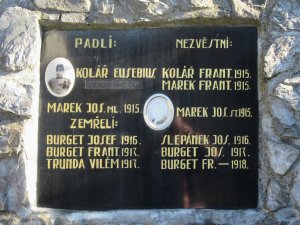 PADLI:
KOLÁŘ EUSEBIUS
MAREK JOS. ML. 1915.
ZEMŘELI:
BURGET JOSEF 1916.
BURGET FRANT. 1917.
TRUNDA VILÉM 1917.
NEZVĚSTNÍ:
KOLÁŘ FRANT. 1915.
MAREK FRANT. 1915.
MAREK JOS. ST. 1915.
SLEPÁNEK JOS. 1916.
BURGET JOS. 1917.
BURGET FR. — 1918.